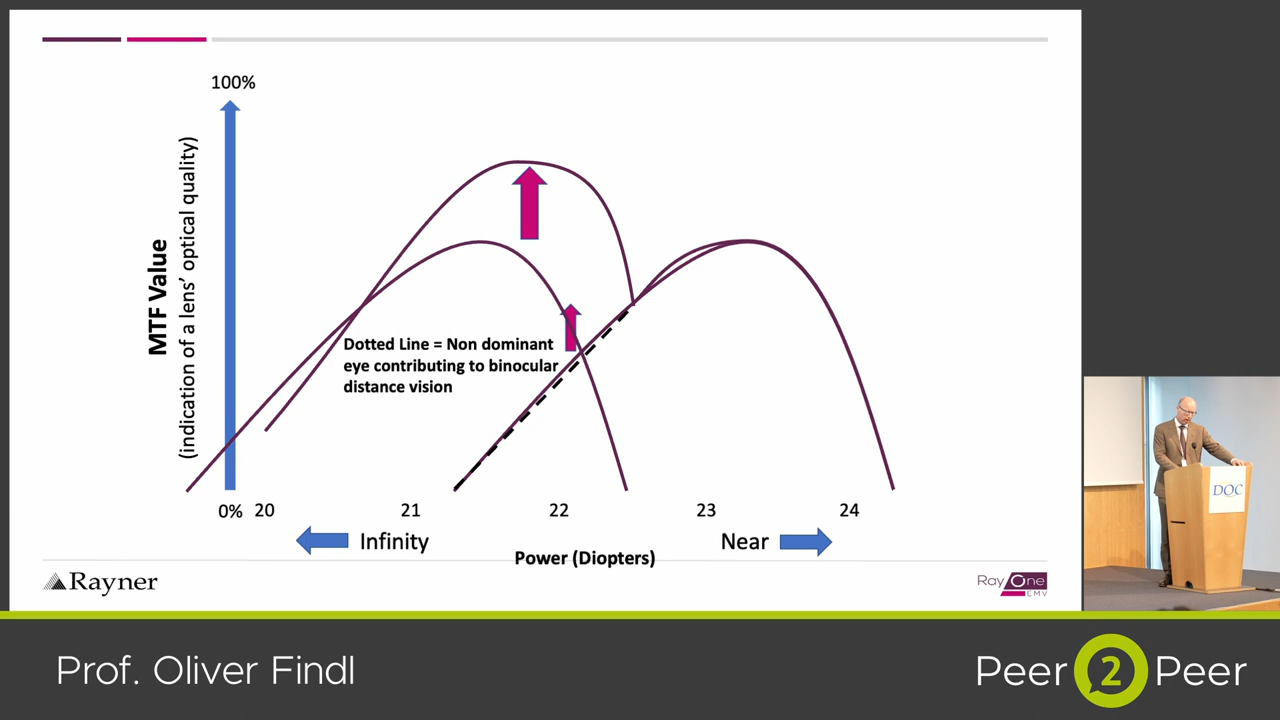 100%
MTF Value
(indication of a lens’ optical quality)
Dotted Line = Non dominant
eye contributing to binocular
distance vision
0% 20 21 22 23 24
Infinity
Near
Power (Diopters)
Rayner
RayOne
EMV
DOC
Prof. Oliver Findl
Peer 2 Peer